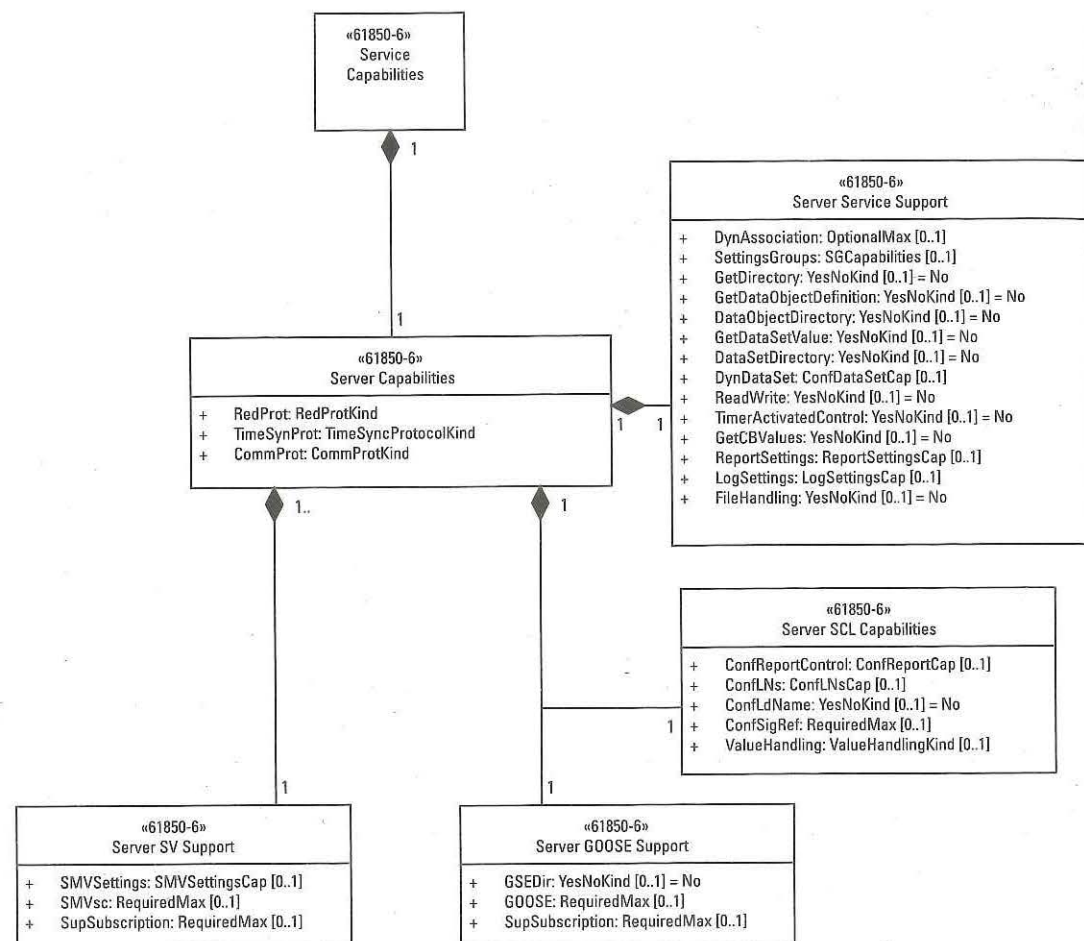 «61850-6»
Service
Capabilities
1
1
«61850-6»
Server Capabilities
+ RedProt: RedProtKind
+ TimeSynProt: TimeSyncProtocolKind
+ CommProt: CommProtKind
1
1
1..
1
«61850-6»
Server Service Support
+ DynAssociation: OptionalMax [0..1]
+ SettingsGroups: SGCapabilities [0..1]
+ GetDirectory: YesNoKind [0..1] = No
+ GetDataObjectDefinition: YesNoKind [0..1] = No
+ DataObjectDirectory: YesNoKind [0..1] = No
+ GetDataSetValue: YesNoKind [0..1] = No
+ DataSetDirectory: YesNoKind [0..1] = No
+ DynDataSet: ConfDataSetCap [0..1]
+ ReadWrite: YesNoKind [0..1] = No
+ TimerActivatedControl: YesNoKind [0..1] = No
+ GetCBValues: YesNoKind [0..1] = No
+ ReportSettings: ReportSettingsCap [0..1]
+ LogSettings: LogSettingsCap [0..1]
+ FileHandling: YesNoKind [0..1] = No
«61850-6»
Server SCL Capabilities
+ ConfReportControl: ConfReportCap [0..1]
+ ConfLNs: ConfLNsCap [0..1]
+ ConfLdName: YesNoKind [0..1] = No
+ ConfSigRef: RequiredMax [0..1]
+ ValueHandling: ValueHandlingKind [0..1]
1
1
«61850-6»
Server SV Support
+ SMVSettings: SMVSettingsCap [0..1]
+ SMVsc: RequiredMax [0..1]
+ SupSubscription: RequiredMax [0..1]
1
«61850-6»
Server GOOSE Support
+ GSEDir: YesNoKind [0..1] = No
+ GOOSE: RequiredMax [0..1]
+ SupSubscription: RequiredMax [0..1]